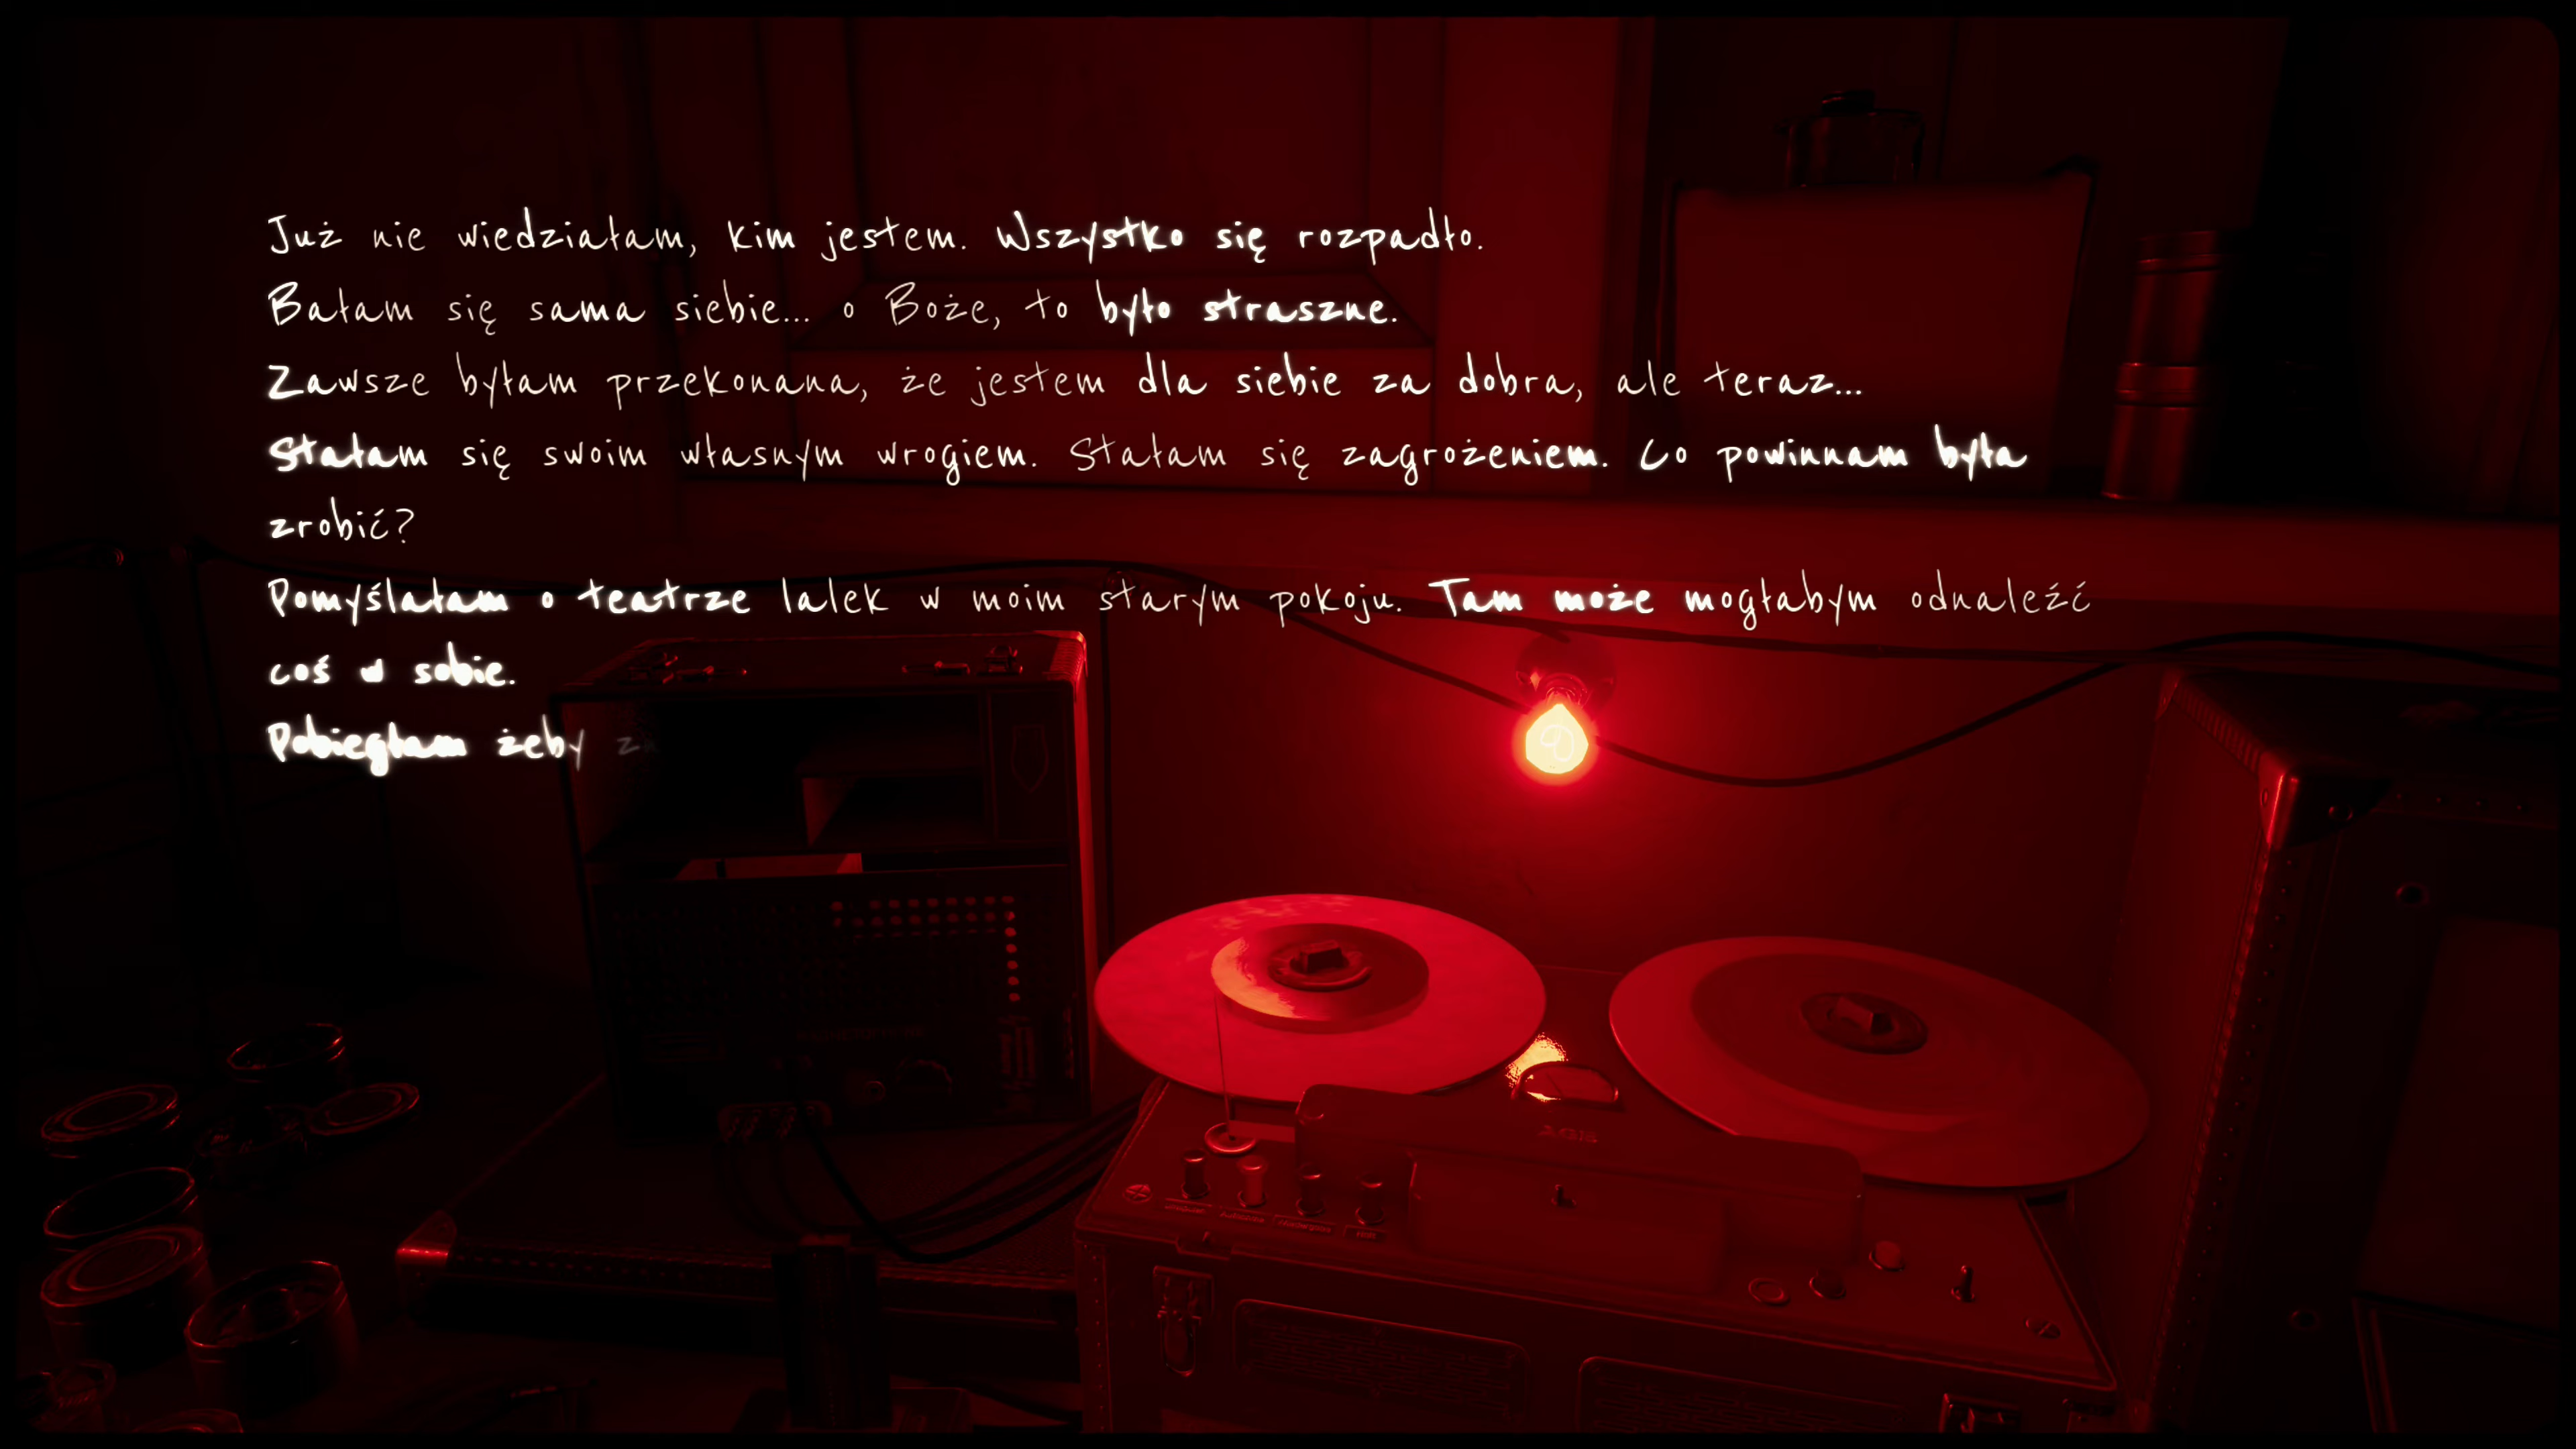 Już nie wiedziałam, kim jestem. Wszystko się rozpadło.
Bałam się sama siebie... o Boże, to było straszne.
Zawsze byłam przekonana, że jestem dla siebie za dobra, ale teraz...
Stałam się swoim własnym wrogiem. Stałam się zagrożeniem. Co powinnam była
zrobić?
Pomyślałam o teatrze lalek w moim starym pokoju. Tam może mogłabym odnaleźć
coś w sobie.
Pobiegłam żeby za